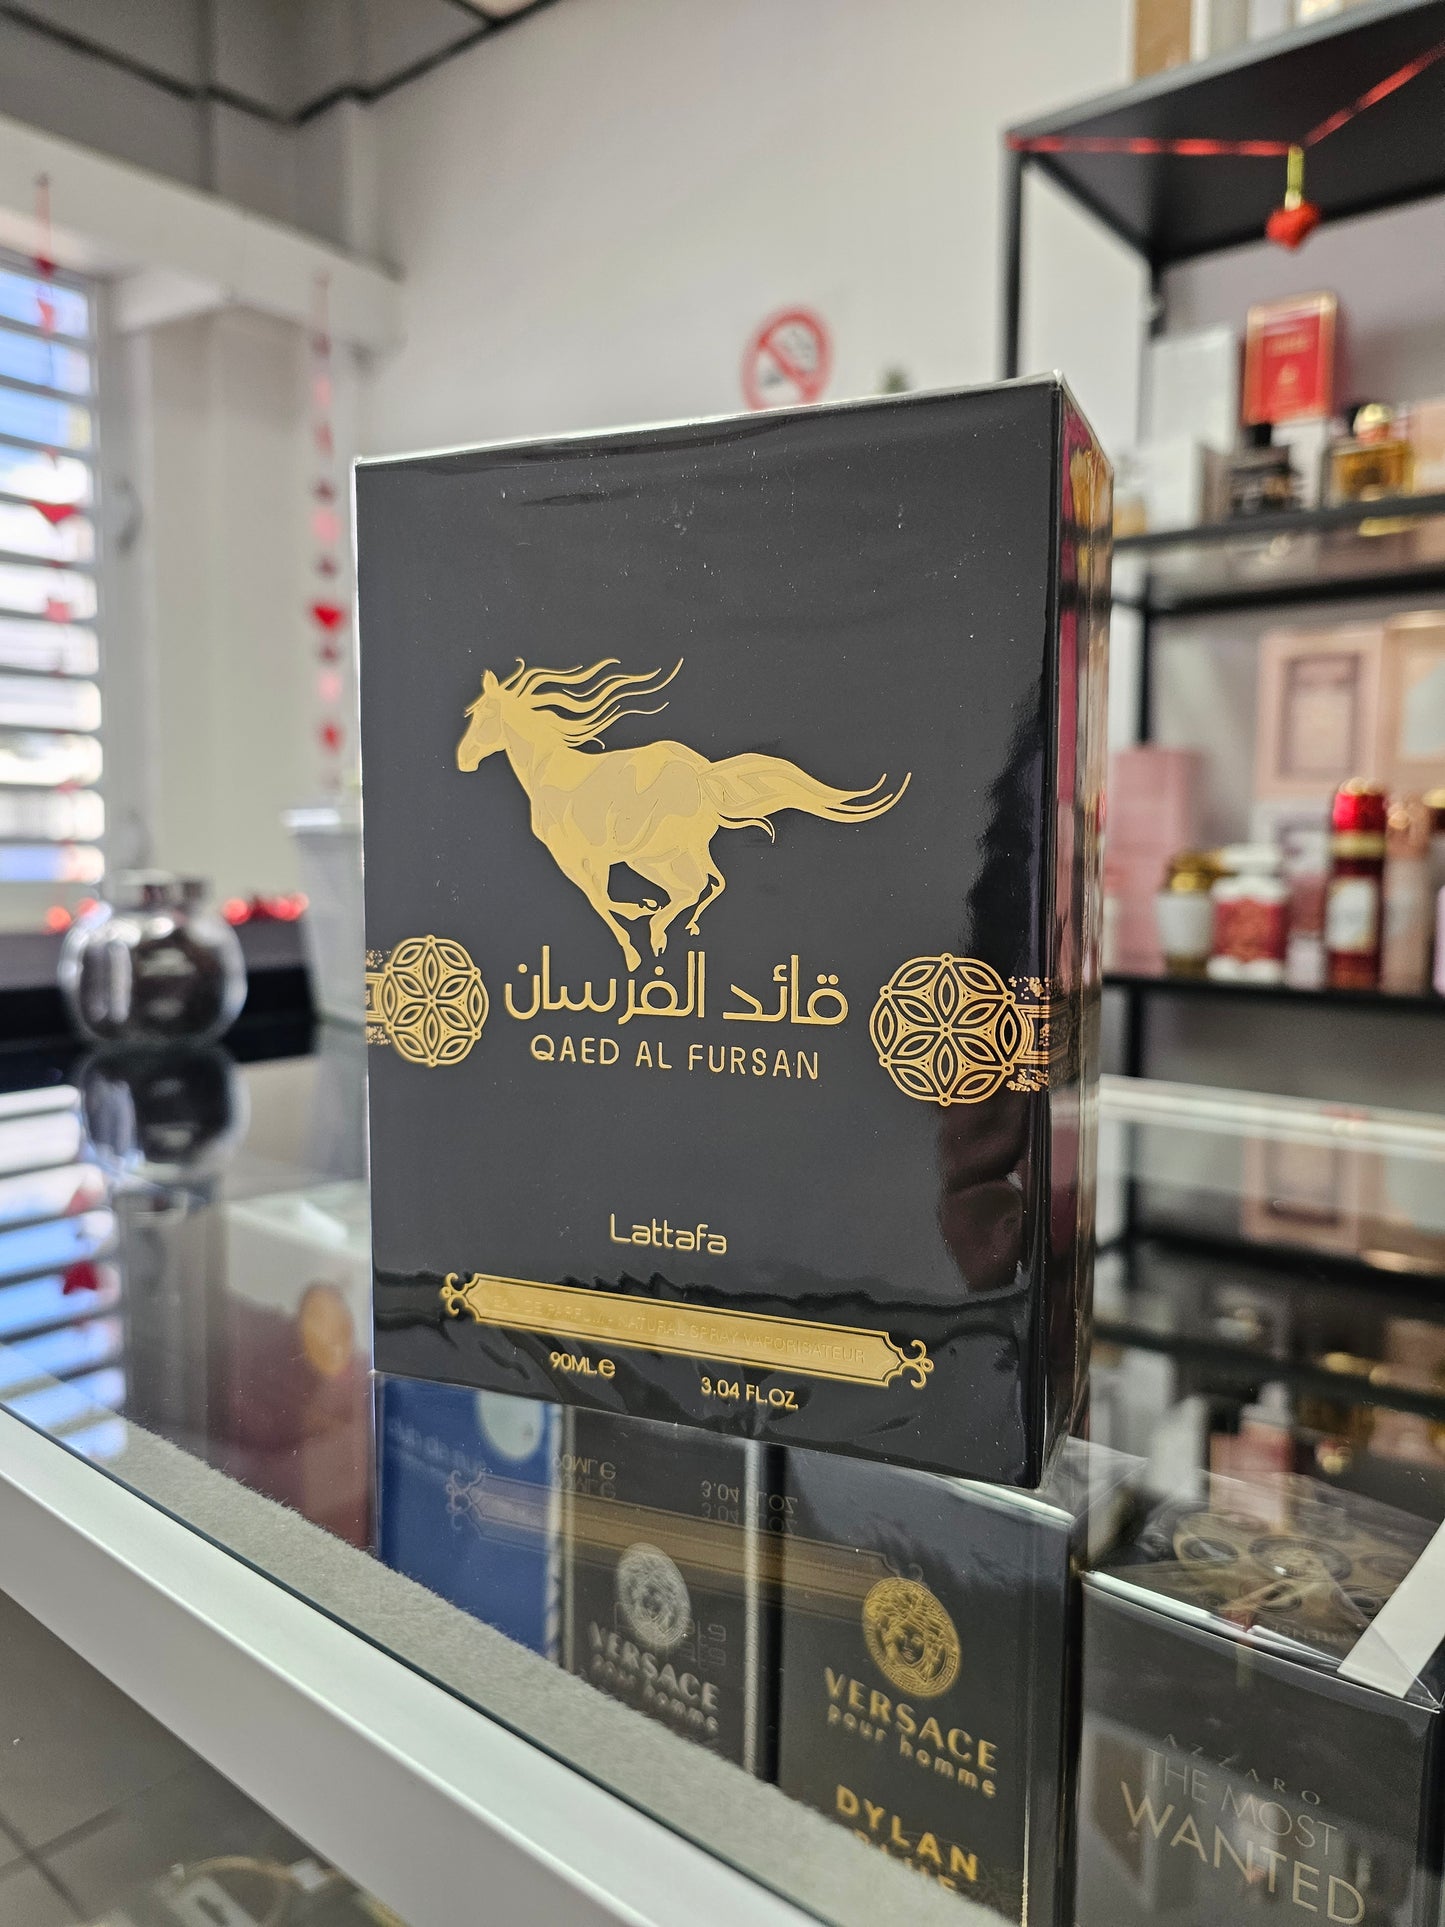 قائد الفرسان
QAED AL FURSAN
Lattafa
EAU DE PARFUM - NATURAL SPRAY VAPORISATEUR
90ML e
3.04 FL.OZ.
VERSACE
pour homme
VERSACE
pour homme
DYLAN
AZZARO
THE MOST
WANTED